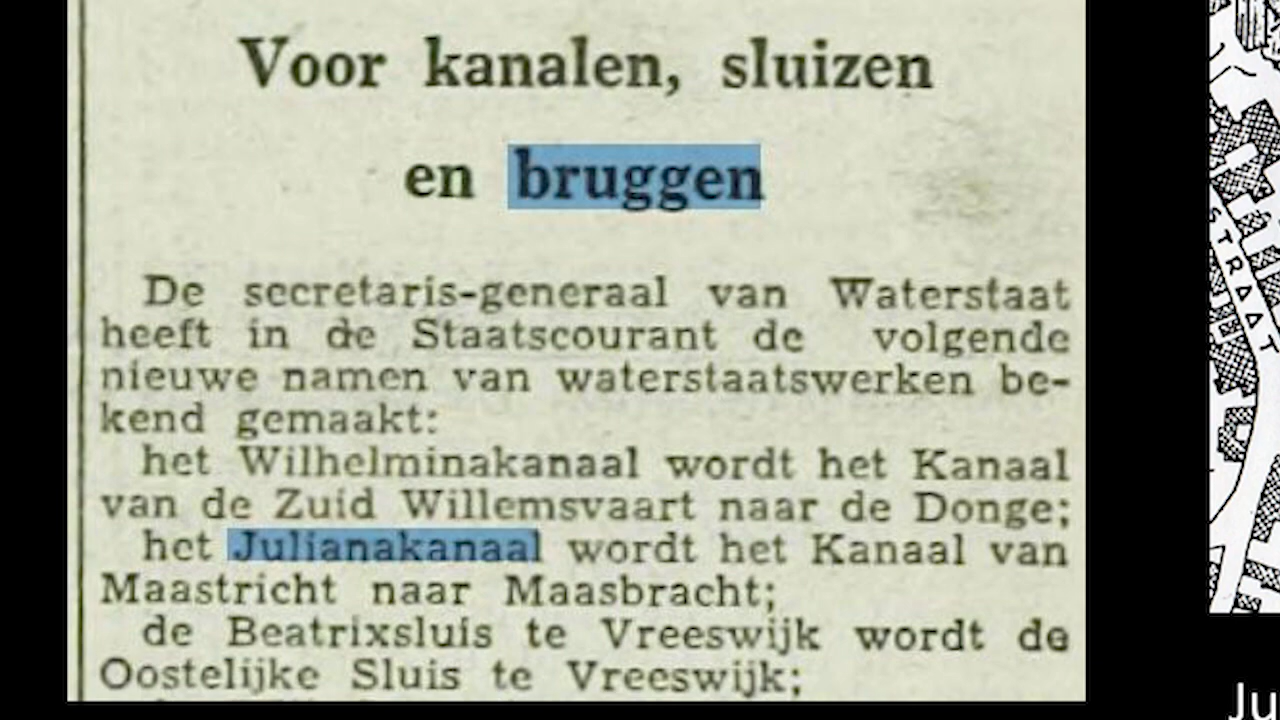 Voor kanalen, sluizen
en bruggen
De secretaris-generaal van Waterstaat
heeft in de Staatscourant de volgende
nieuwe namen van waterstaatswerken be-
kend gemaakt:
het Wilhelminakanaal wordt het Kanaal
van de Zuid Willemsvaart naar de Donge;
het Julianakanaal wordt het Kanaal van
Maastricht naar Maasbracht;
de Beatrixsluis te Vreeswijk wordt de
Oostelijke Sluis te Vreeswijk;
STRAAT
Ju